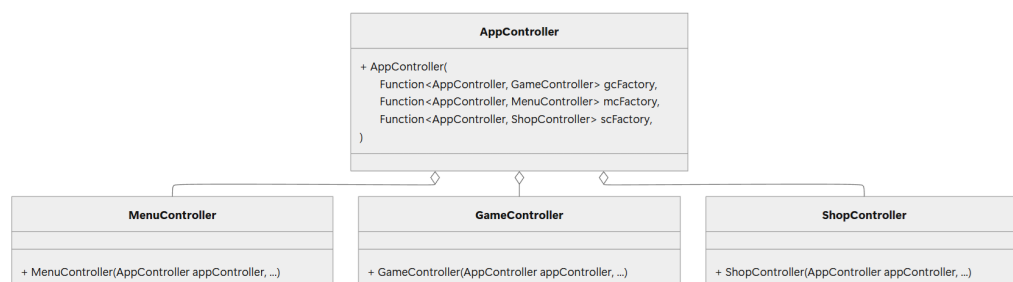 AppController
+ AppController(
Function<AppController, GameController> gcFactory,
Function<AppController, MenuController> mcFactory,
Function<AppController, ShopController> scFactory,
)
MenuController
+ MenuController(AppController appController, ...)
GameController
+ GameController(AppController appController, ...)
ShopController
+ ShopController(AppController appController, ...)